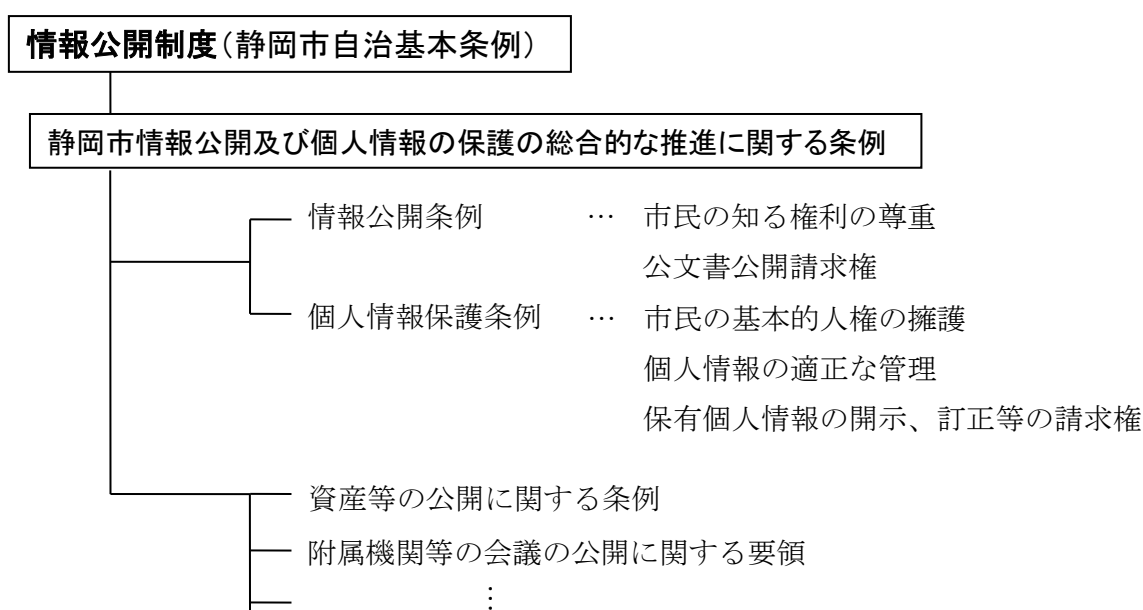 情報公開制度（静岡市自治基本条例）
静岡市情報公開及び個人情報の保護の総合的な推進に関する条例
情報公開条例 … 市民の知る権利の尊重
公文書公開請求権
個人情報保護条例 … 市民の基本的人権の擁護
個人情報の適正な管理
保有個人情報の開示、訂正等の請求権
資産等の公開に関する条例
附属機関等の会議の公開に関する要領
⋮